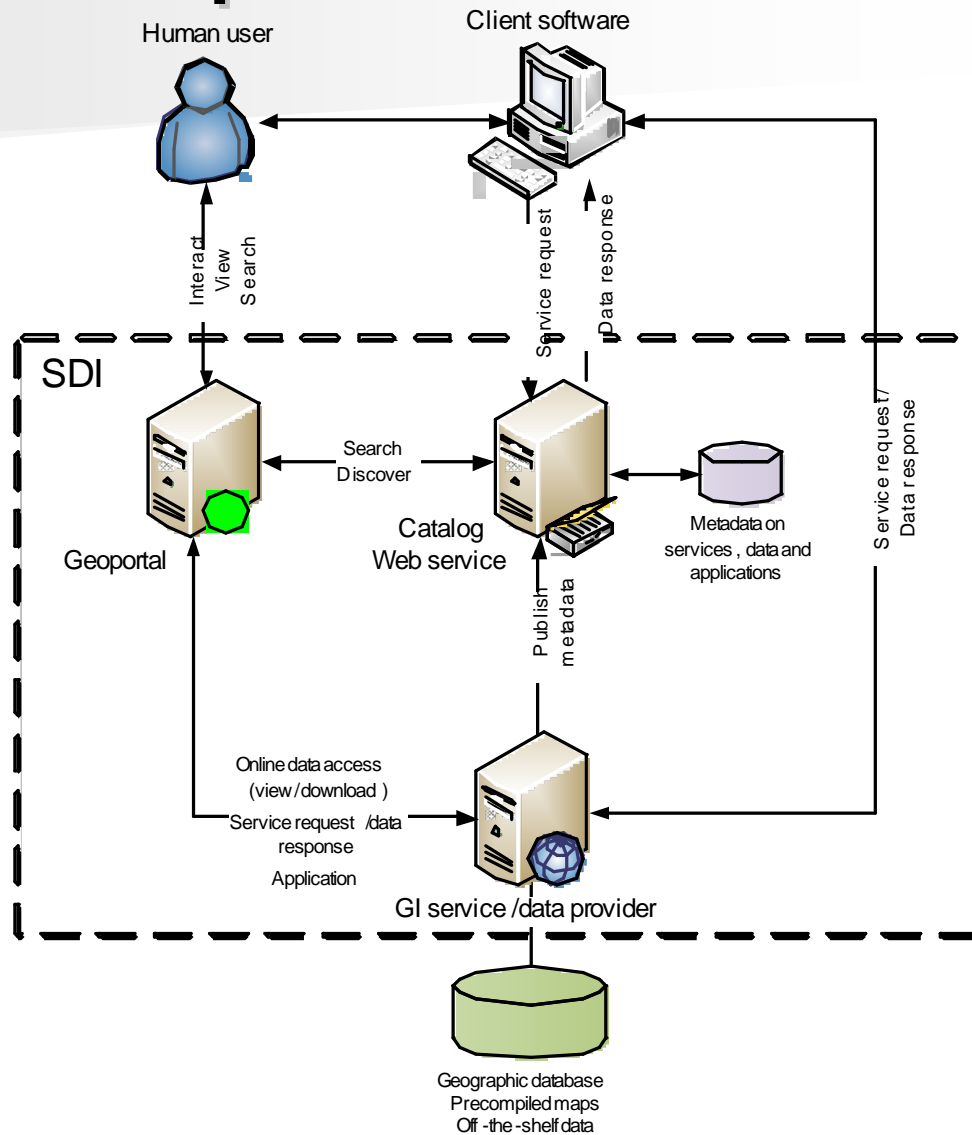 Human user
Client software
Interact
View
Search
Service request
Data response
SDI
Service request/
Data response
Search
Discover
Geoportal
Catalog
Web service
Metadata on
services , data and
applications
Publish
metadata
Online data access
(view /download )
Service request /data
response
Application
GI service /data provider
Geographic database
Precompiled maps
Off -the -shelf data